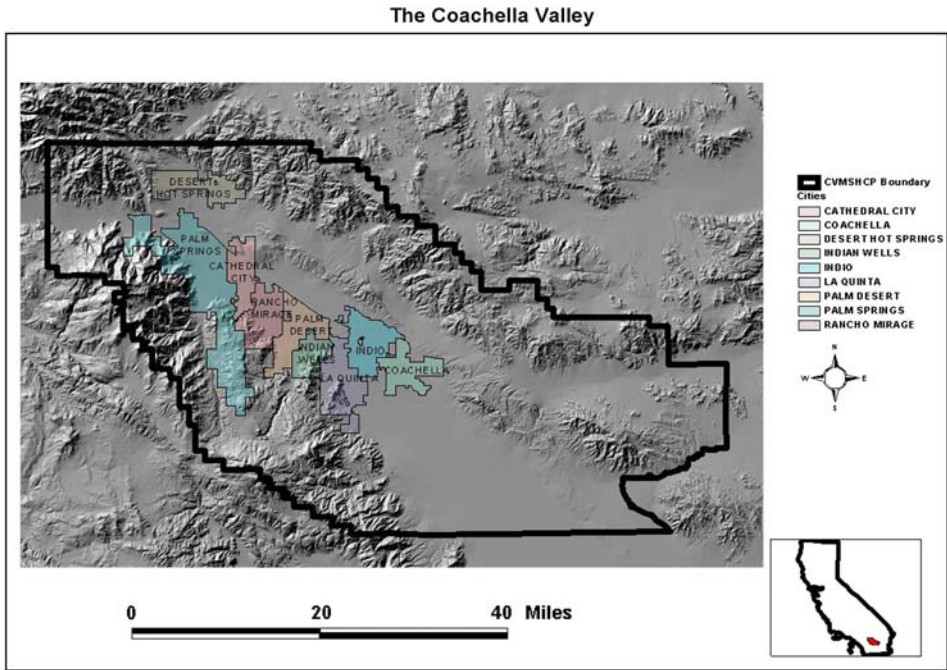 The Coachella Valley
DESERT
HOT SPRINGS
PALM
SPRINGS
CATHEDRAL
CITY
RANCHO
MIRAGE
PALM
DESERT
INDIAN
WELLS
INDIO
LA QUINTA
COACHELL
CVMSHCP Boundary
Cities
CATHEDRAL CITY
COACHELLA
DESERT HOT SPRINGS
INDIAN WELLS
INDIO
LA QUINTA
PALM DESERT
PALM SPRINGS
RANCHO MIRAGE
N
W E
S
0 20 40 Miles